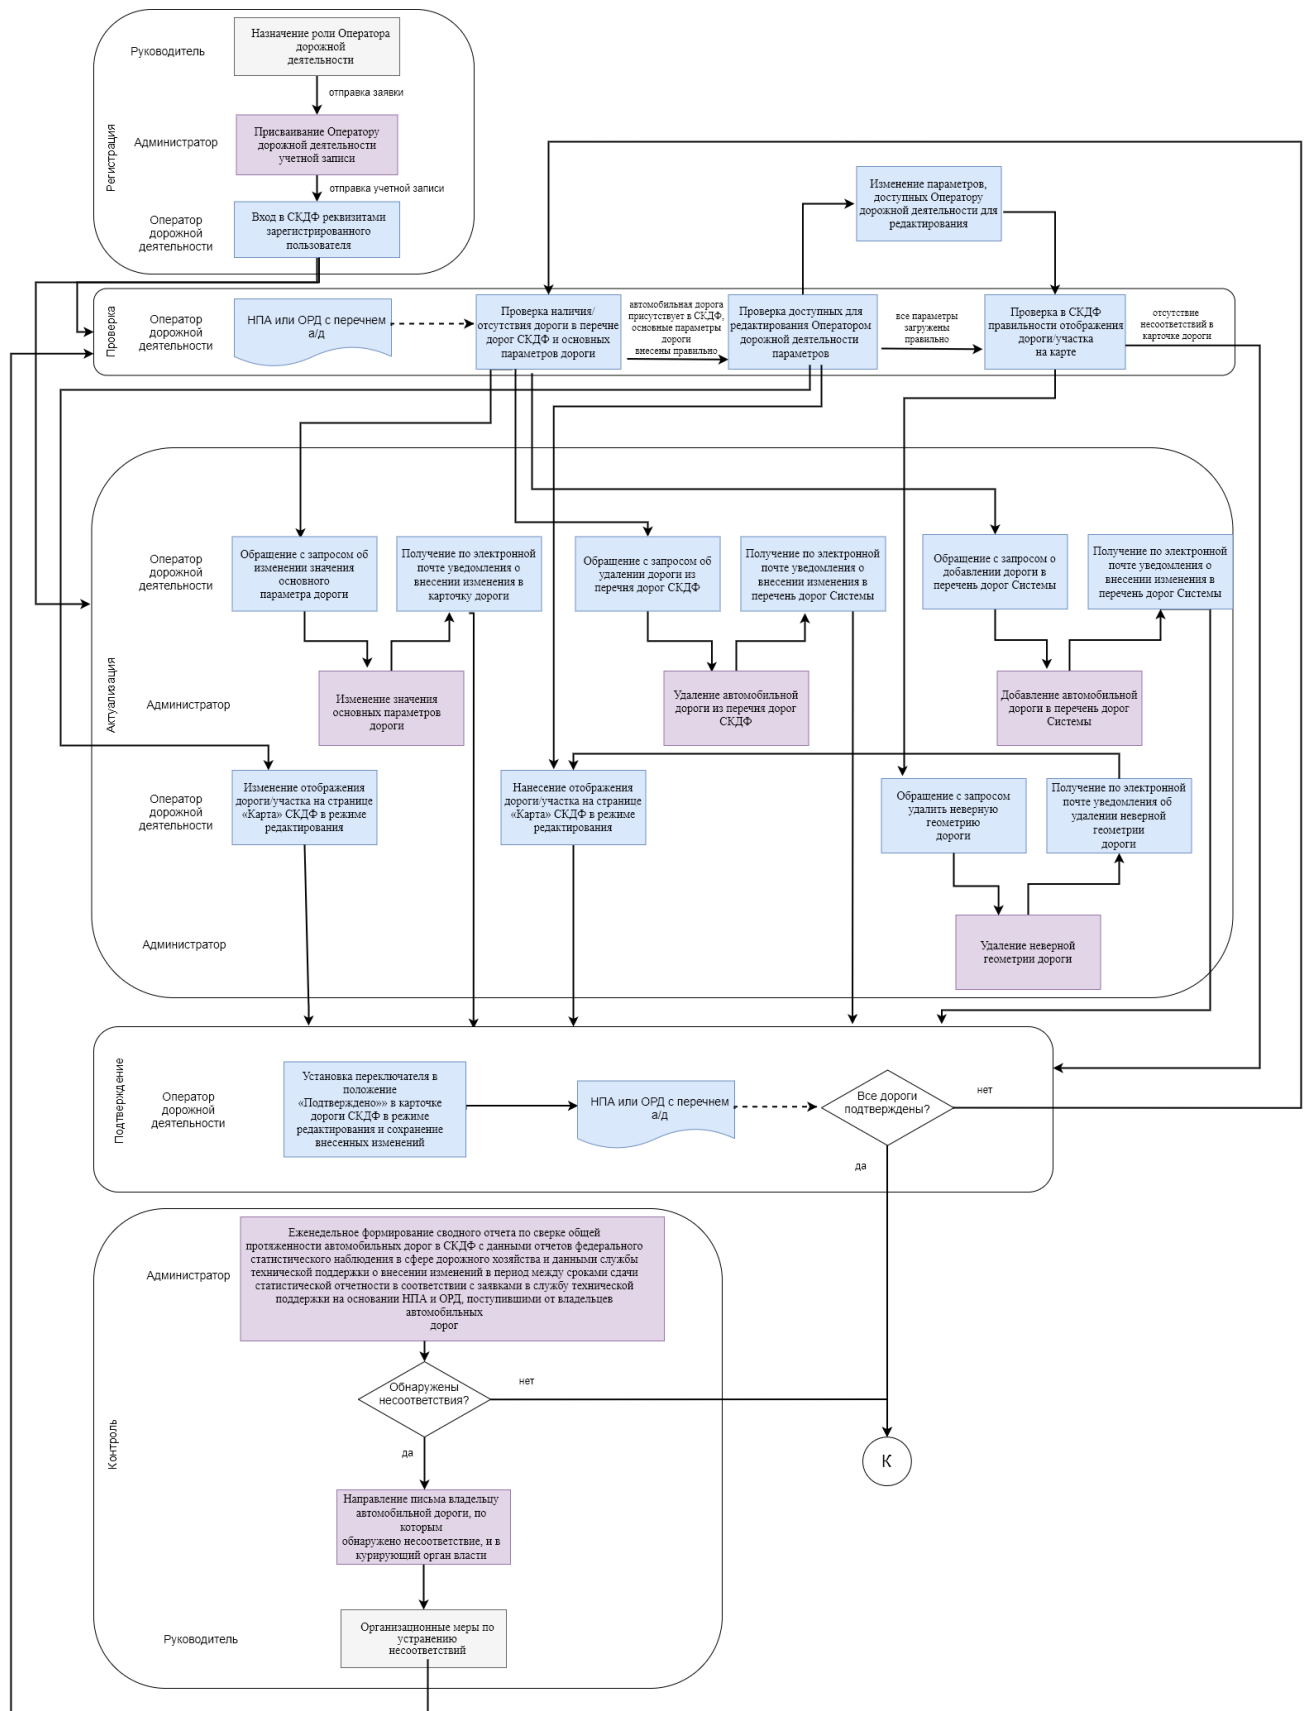 Руководитель
Назначение роли Оператора
дорожной
деятельности
отправка заявки
Регистрация
Администратор
Присваивание Оператору
дорожной деятельности
учетной записи
отправка учетной записи
Оператор
дорожной
деятельности
Вход в СКДФ реквизитами
зарегистрированного
пользователя
Изменение параметров,
доступных Оператору
дорожной деятельности для
редактирования
Проверка
Оператор
дорожной
деятельности
НПА или ОРД с перечнем
а/д
Проверка наличия/
отсутствия дороги в перечне
дорог СКДФ и основных
параметров дороги
автомобильная дорога
присутствует в СКДФ,
основные параметры
дороги
внесены правильно
Проверка доступных для
редактирования Оператором
дорожной деятельности
параметров
все параметры
загружены
правильно
Проверка в СКДФ
правильности отображения
дороги/участка
на карте
отсутствие
несоответствий в
карточке дороги
Актуализация
Оператор
дорожной
деятельности
Обращение с запросом об
изменении значения
основного
параметра дороги
Получение по электронной
почте уведомления о
внесении изменения в
карточку дороги
Обращение с запросом об
удалении дороги из
перечня дорог СКДФ
Получение по электронной
почте уведомления о
внесении изменения в
перечень дорог Системы
Обращение с запросом о
добавлении дороги в
перечень дорог Системы
Получение по электронной
почте уведомления о
внесении изменения в
перечень дорог Системы
Администратор
Изменение значения
основных параметров
дороги
Удаление автомобильной
дороги из перечня дорог
СКДФ
Добавление автомобильной
дороги в перечень дорог
Системы
Оператор
дорожной
деятельности
Изменение отображения
дороги/участка на странице
«Карта» СКДФ в режиме
редактирования
Нанесение отображения
дороги/участка на странице
«Карта» СКДФ в режиме
редактирования
Обращение с запросом
удалить неверную
геометрию
дороги
Получение по электронной
почте уведомления об
удалении неверной
геометрии
дороги
Администратор
Удаление неверной
геометрии дороги
Подтверждение
Оператор
дорожной
деятельности
Установка переключателя в
положение
«Подтверждено»» в карточке
дороги СКДФ в режиме
редактирования и сохранение
внесенных изменений
НПА или ОРД с перечнем
а/д
Все дороги
подтверждены?
нет
да
Контроль
Администратор
Еженедельное формирование сводного отчета по сверке общей
протяженности автомобильных дорог в СКДФ с данными отчетов федерального
статистического наблюдения в сфере дорожного хозяйства и данными службы
технической поддержки о внесении изменений в период между сроками сдачи
статистической отчетности в соответствии с заявками в службу технической
поддержки на основании НПА и ОРД, поступившими от владельцев
автомобильных
дорог
Обнаружены
несоответствия?
нет
да
К
Направление письма владельцу
автомобильной дороги, по
которым
обнаружено несоответствие, и в
курирующий орган власти
Руководитель
Организационные меры по
устранению
несоответствий